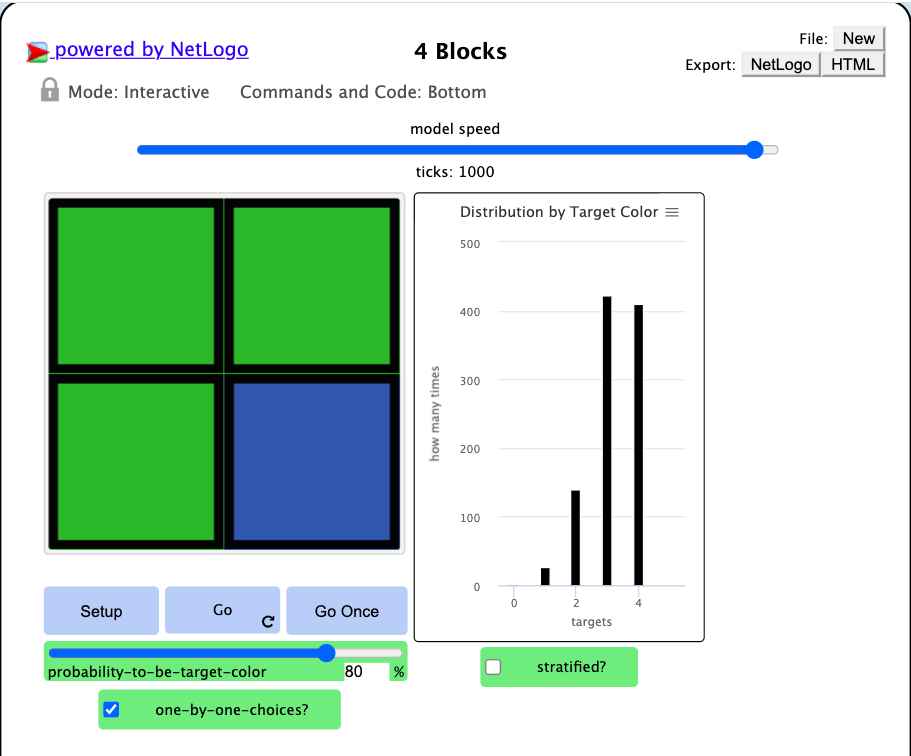 powered by NetLogo
4 Blocks
File: New
Export: NetLogo HTML
Mode: Interactive Commands and Code: Bottom
model speed
ticks: 1000
Distribution by Target Color
500
400
300
200
100
0
how many times
0 2 4
targets
Setup Go Go Once
probability-to-be-target-color 80 %
stratified?
one-by-one-choices?